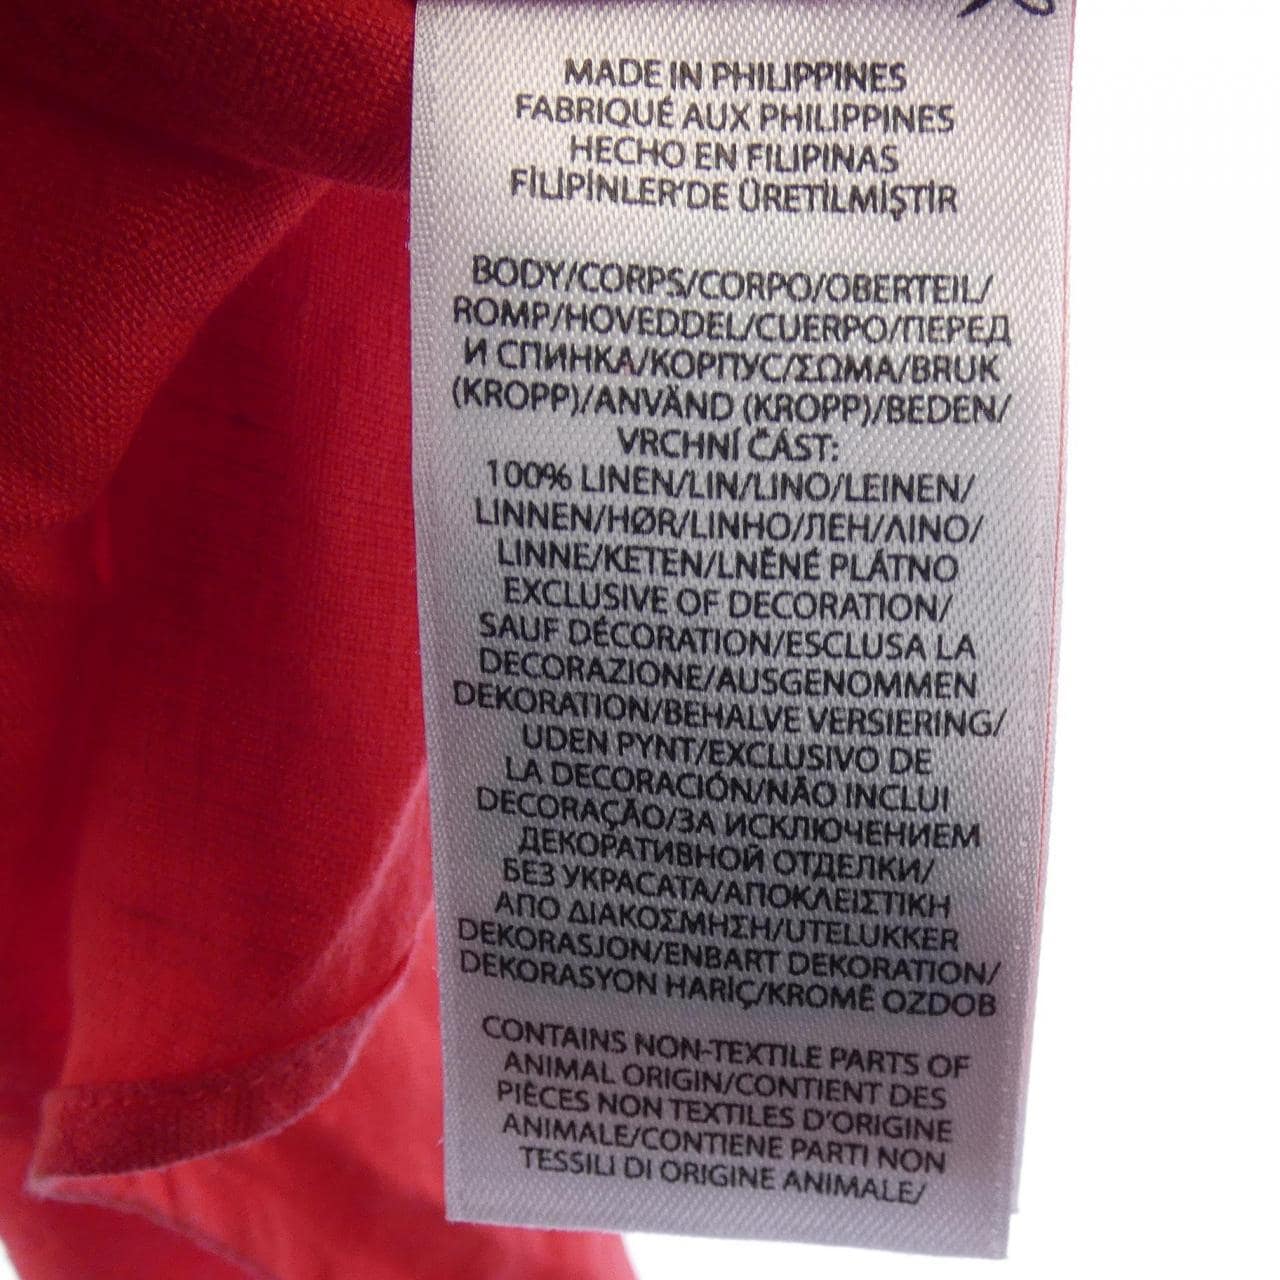 MADE IN PHILIPPINES
FABRIQUÉ AUX PHILIPPINES
HECHO EN FILIPINAS
FİLİPİNLER'DE ÜRETİLMİŞTİR
BODY/CORPS/CORPO/OBERTEIL/
ROMP/HOVEDDEL/CUERPO/ПЕРЕД
И СПИНКА/КОРПУС/ΣΩΜΑ/BRUK
(KROPP)/ANVÄND (KROPP)/BEDEN/
VRCHNÍ ČÁST:
100% LINEN/LIN/LINO/LEINEN/
LINNEN/HØR/LINHO/ЛЕН/ΛΙΝΟ/
LINNE/KETEN/LNĚNÉ PLÁTNO
EXCLUSIVE OF DECORATION/
SAUF DÉCORATION/ESCLUSA LA
DECORAZIONE/AUSGENOMMEN
DEKORATION/BEHALVE VERSIERING/
UDEN PYNT/EXCLUSIVO DE
LA DECORACIÓN/NÃO INCLUI
DECORAÇÃO/ЗА ИСКЛЮЧЕНИЕМ
ДЕКОРАТИВНОЙ ОТДЕЛКИ/
БЕЗ УКРАСАТА/ΑΠΟΚΛΕΙΣΤΙΚΗ
ΑΠΟ ΔΙΑΚΟΣΜΗΣΗ/UTELUKKER
DEKORASJON/ENBART DEKORATION/
DEKORASYON HARİÇ/KROMĚ OZDOB
CONTAINS NON-TEXTILE PARTS OF
ANIMAL ORIGIN/CONTIENT DES
PIÈCES NON TEXTILES D'ORIGINE
ANIMALE/CONTIENE PARTI NON
TESSILI DI ORIGINE ANIMALE/